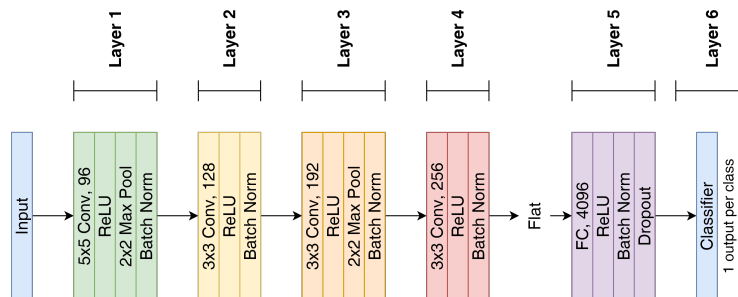 Layer 1
Layer 2
Layer 3
Layer 4
Layer 5
Layer 6
Input
5x5 Conv, 96
ReLU
2x2 Max Pool
Batch Norm
3x3 Conv, 128
ReLU
Batch Norm
3x3 Conv, 192
ReLU
2x2 Max Pool
Batch Norm
3x3 Conv, 256
ReLU
Batch Norm
Flat
FC, 4096
ReLU
Batch Norm
Dropout
Classifier
1 output per class